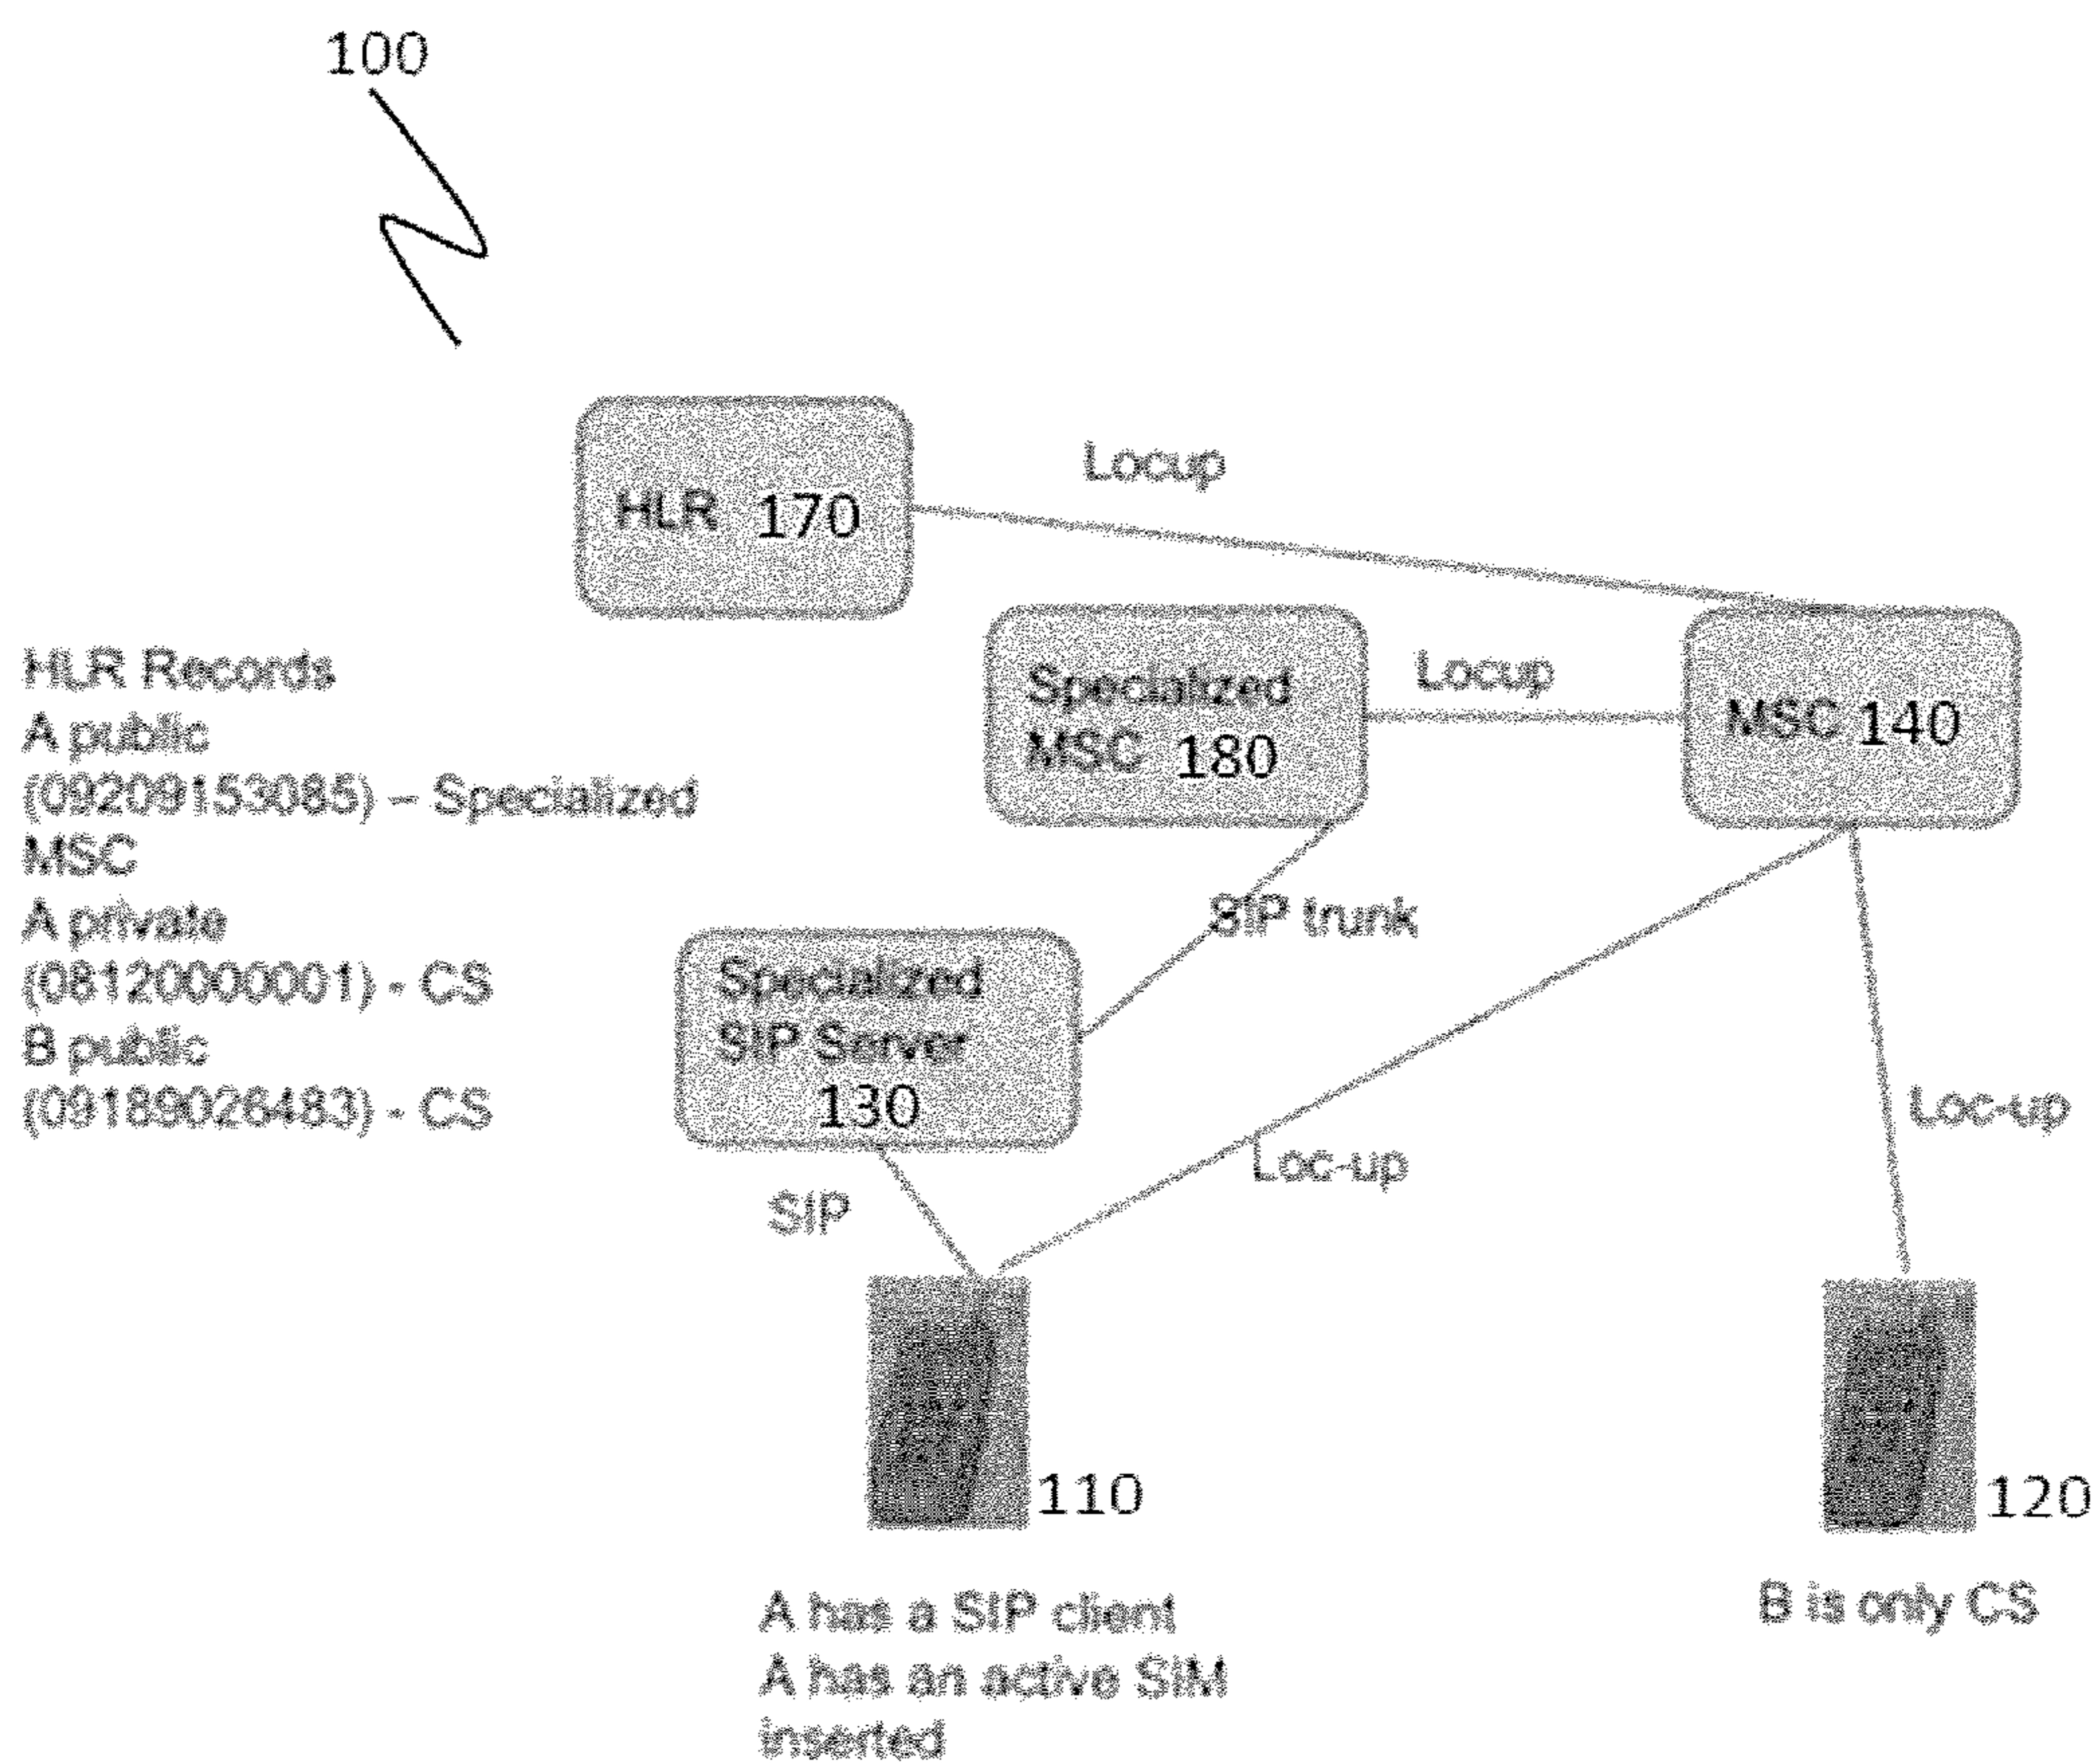 100
HLR 170
Locup
Specialized
MSC 180
Locup
MSC 140
HLR Records
A public
(09209153085) – Specialized
MSC
A private
(08120000001) - CS
B public
(09189026483) - CS
SIP trunk
Specialized
SIP Server
130
SIP
Loc-up
Loc-up
110
120
A has a SIP client
A has an active SIM
inserted
B is only CS